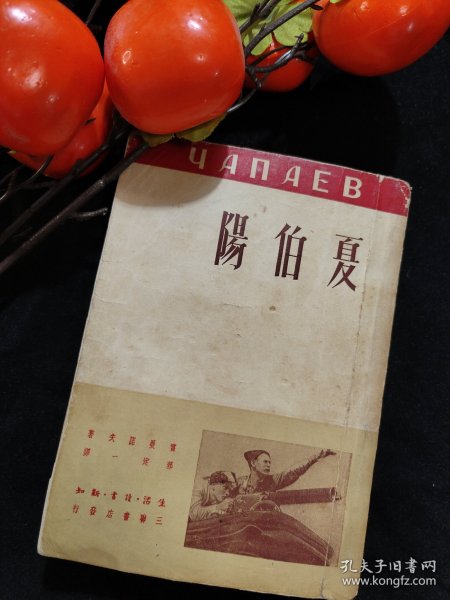 ЧАПАЕВ
夏伯陽
富曼諾夫著
郭定一譯
生活·讀書·新知
三聯書店發行
孔夫子旧书网
www.kongfz.com